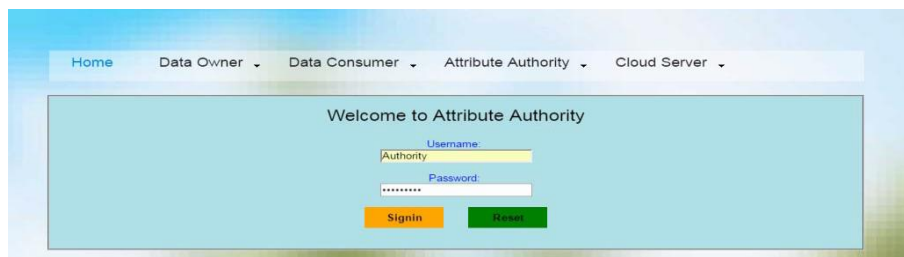 Home Data Owner Data Consumer Attribute Authority Cloud Server
Welcome to Attribute Authority
Username:
Authority
Password:
•••••••••
Signin Reset